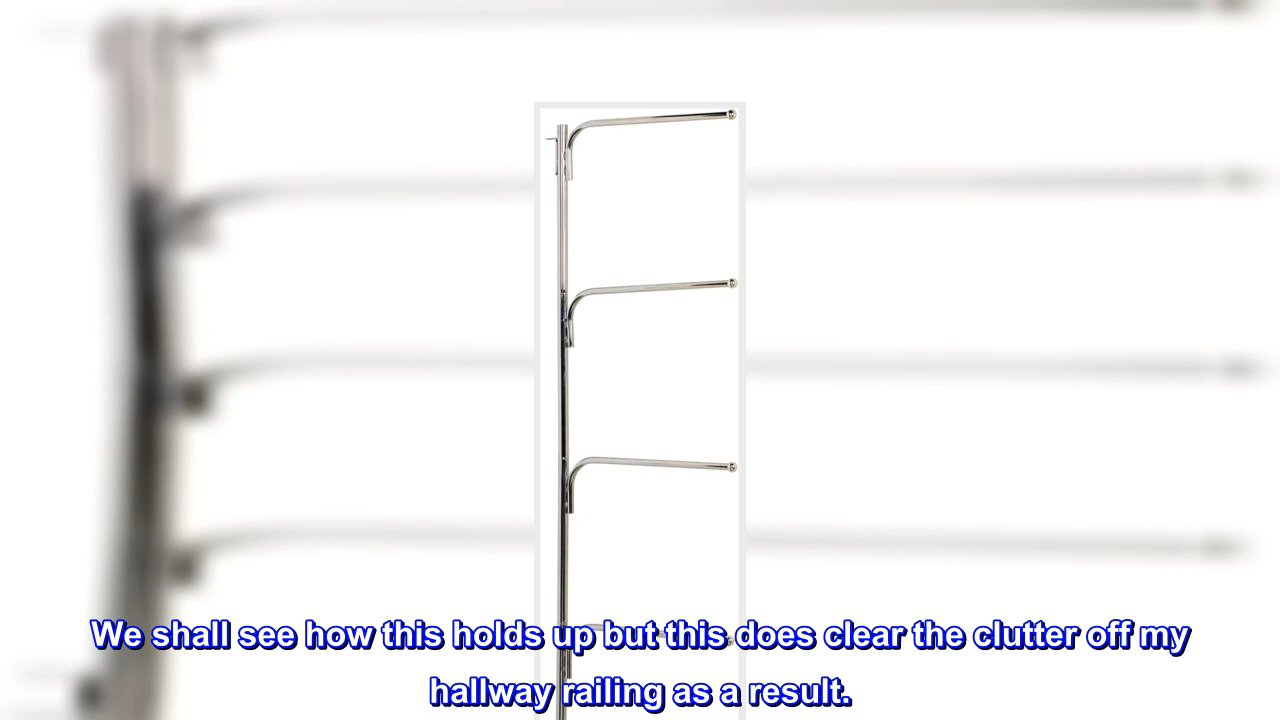 We shall see how this holds up but this does clear the clutter off my
hallway railing as a result.